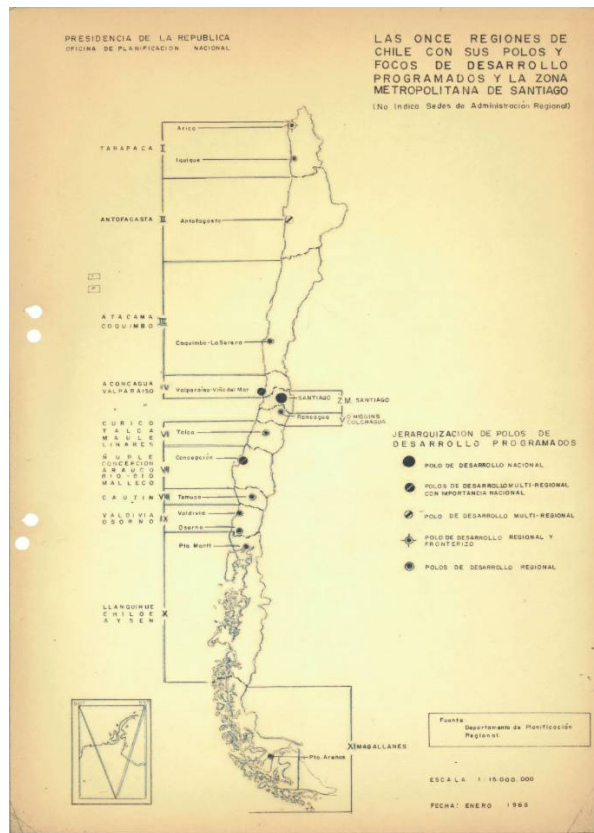 PRESIDENCIA DE LA REPUBLICA
OFICINA DE PLANIFICACION NACIONAL
LAS ONCE REGIONES DE
CHILE CON SUS POLOS Y
FOCOS DE DESARROLLO
PROGRAMADOS Y LA ZONA
METROPOLITANA DE SANTIAGO
(No Indica Sedes de Administración Regional)
TARAPACA I
Arica
Iquique
ANTOFAGASTA II
Antofagasta
ATACAMA
COQUIMBO III
Coquimbo-La Serena
ACONCAGUA
VALPARAISO IV
Valparaíso-Viña del Mar
SANTIAGO
Z.M. SANTIAGO
Rancagua
V O'HIGGINS
COLCHAGUA
CURICO
TALCA
MAULE
LINARES
VI
Talca
ÑUBLE
CONCEPCION
ARAUCO
BIO-BIO
MALLECO
VII
Concepción
CAUTIN VIII
Temuco
VALDIVIA
OSORNO IX
Valdivia
Osorno
Pto. Montt
LLANQUIHUE
CHILOE
AYSEN
X
XI MAGALLANES
Pto. Arenas
JERARQUIZACION DE POLOS DE
DESARROLLO PROGRAMADOS
POLO DE DESARROLLO NACIONAL
POLOS DE DESARROLLO MULTI-REGIONAL
CON IMPORTANCIA NACIONAL
POLO DE DESARROLLO MULTI-REGIONAL
POLO DE DESARROLLO REGIONAL Y
FRONTERIZO
POLOS DE DESARROLLO REGIONAL
Fuente:
Departamento de Planificación
Regional.
ESCALA 1:15.000.000
FECHA: ENERO